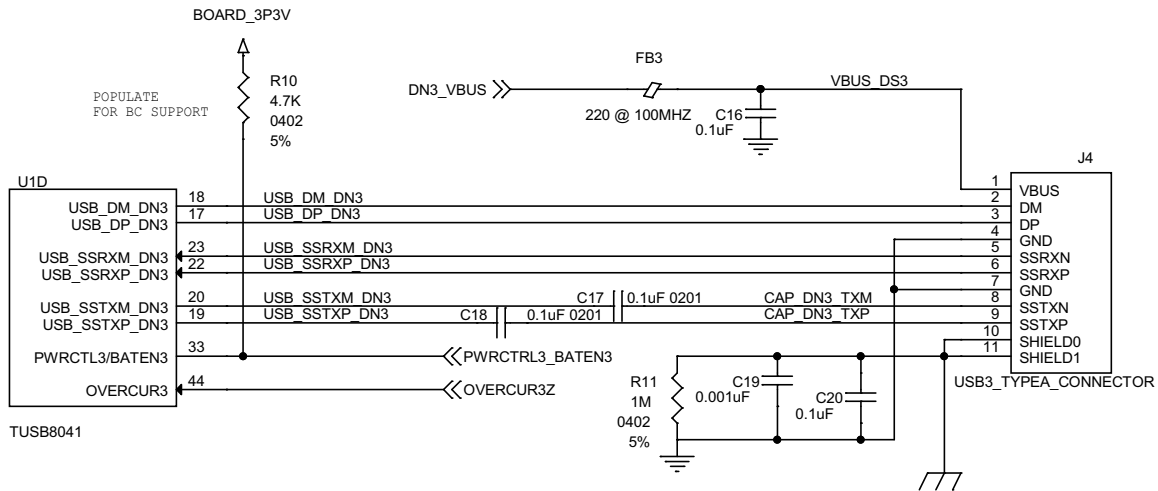 BOARD_3P3V
R10
4.7K
0402
5%
POPULATE
FOR BC SUPPORT
DN3_VBUS
FB3
220 @ 100MHZ
C16
0.1uF
VBUS_DS3
J4
U1D
USB_DM_DN3
18
USB_DM_DN3
1
VBUS
USB_DP_DN3
17
USB_DP_DN3
2
DM
3
DP
4
GND
USB_SSRXM_DN3
23
USB_SSRXM_DN3
5
SSRXN
USB_SSRXP_DN3
22
USB_SSRXP_DN3
6
SSRXP
7
GND
USB_SSTXM_DN3
20
USB_SSTXM_DN3
C17
0.1uF 0201
CAP_DN3_TXM
8
SSTXN
USB_SSTXP_DN3
19
USB_SSTXP_DN3
C18
0.1uF 0201
CAP_DN3_TXP
9
SSTXP
10
SHIELD0
PWRCTL3/BATEN3
33
PWRCTRL3_BATEN3
11
SHIELD1
OVERCUR3
44
OVERCUR3Z
USB3_TYPEA_CONNECTOR
R11
1M
0402
5%
C19
0.001uF
C20
0.1uF
TUSB8041